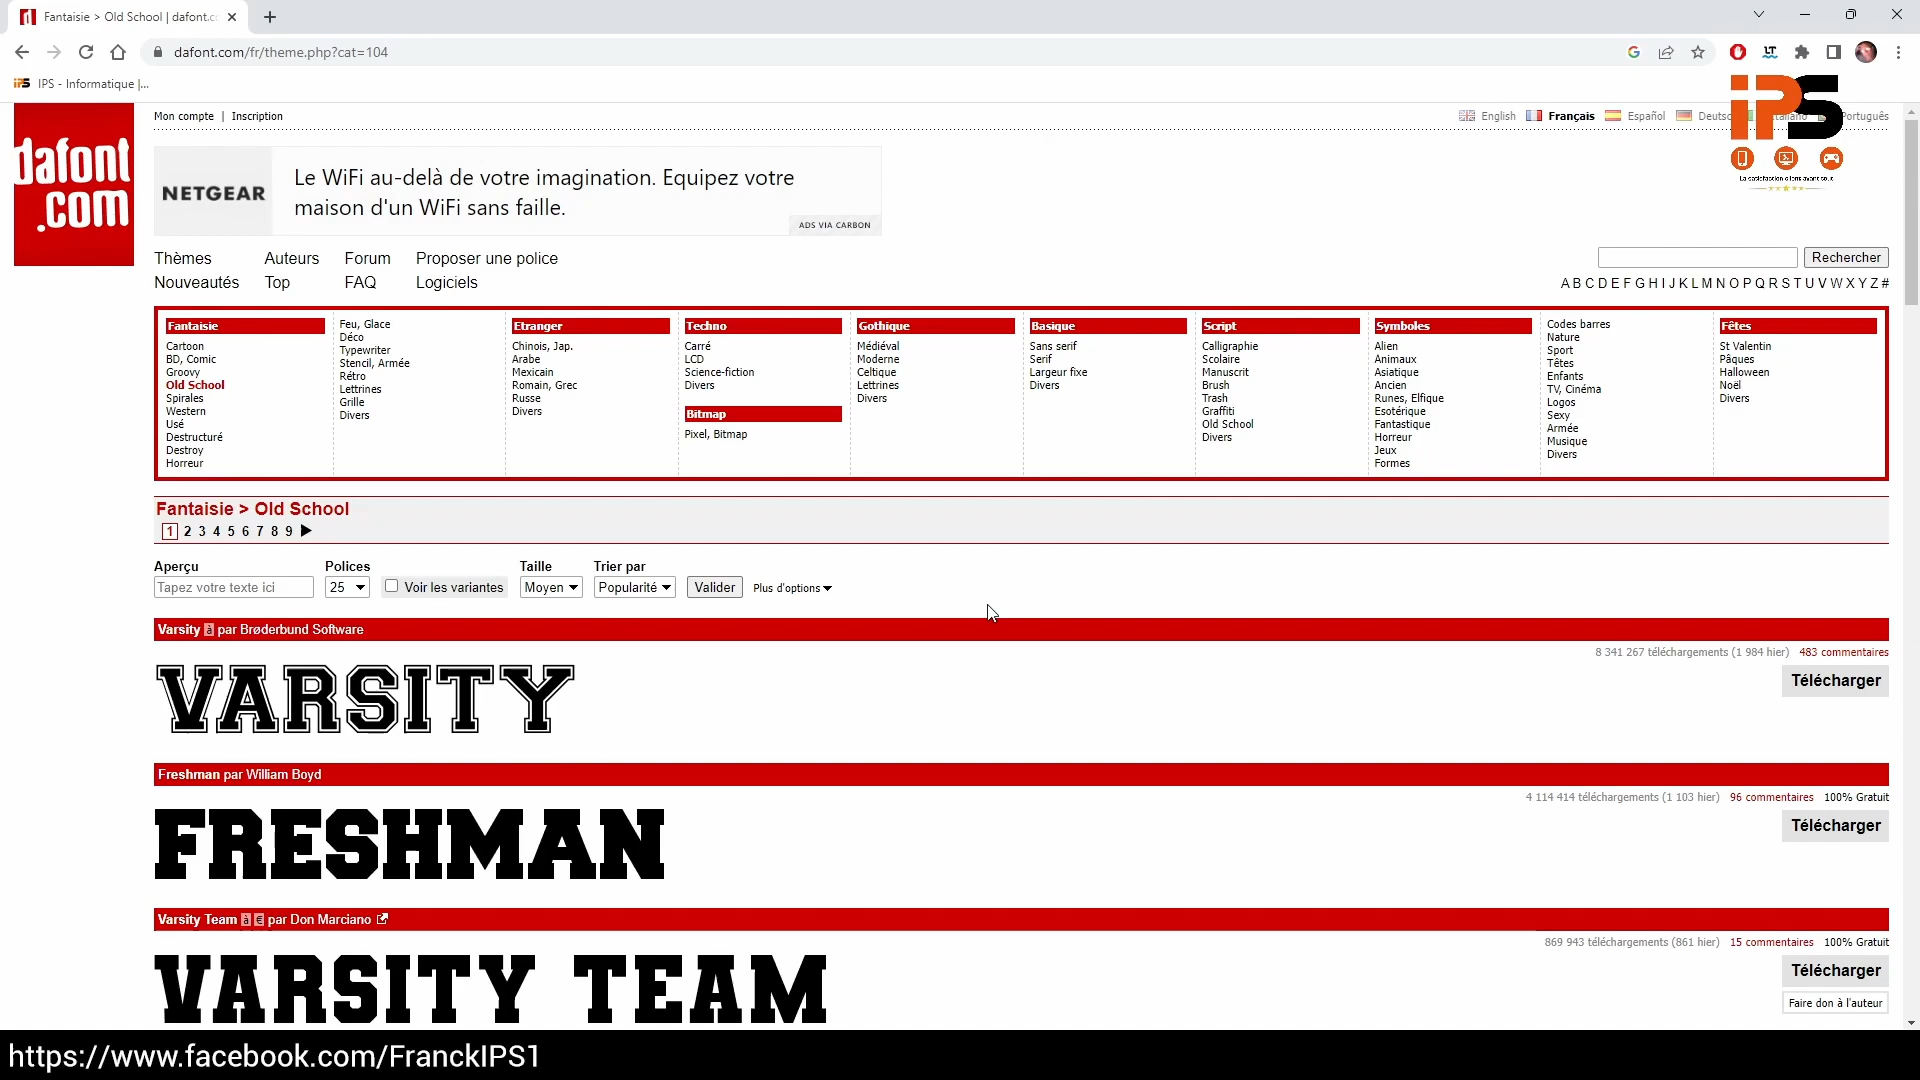 Fantaisie > Old School | dafont.c
dafont.com/fr/theme.php?cat=104
IPS - Informatique |...
dafont
.com
Mon compte | Inscription
English Français Español Deutsc Italiano Português
iPS
NETGEAR
Le WiFi au-delà de votre imagination. Equipez votre
maison d'un WiFi sans faille.
ADS VIA CARBON
La satisfaction client avant tout
Thèmes Auteurs Forum Proposer une police
Nouveautés Top FAQ Logiciels
Rechercher
A B C D E F G H I J K L M N O P Q R S T U V W X Y Z #
Fantaisie
Cartoon
BD, Comic
Groovy
Old School
Spirales
Western
Usé
Destructuré
Destroy
Horreur
Feu, Glace
Déco
Typewriter
Stencil, Armée
Rétro
Lettrines
Grille
Divers
Etranger
Chinois, Jap.
Arabe
Mexicain
Romain, Grec
Russe
Divers
Techno
Carré
LCD
Science-fiction
Divers
Bitmap
Pixel, Bitmap
Gothique
Médiéval
Moderne
Celtique
Lettrines
Divers
Basique
Sans serif
Serif
Largeur fixe
Divers
Script
Calligraphie
Scolaire
Manuscrit
Brush
Trash
Graffiti
Old School
Divers
Symboles
Alien
Animaux
Asiatique
Ancien
Runes, Elfique
Esotérique
Fantastique
Horreur
Jeux
Formes
Codes barres
Nature
Sport
Têtes
Enfants
TV, Cinéma
Logos
Sexy
Armée
Musique
Divers
Fêtes
St Valentin
Pâques
Halloween
Noël
Divers
Fantaisie > Old School
1 2 3 4 5 6 7 8 9
Aperçu Polices Taille Trier par
Tapez votre texte ici 25 Voir les variantes Moyen Popularité Valider Plus d'options
Varsity à par Brøderbund Software
8 341 267 téléchargements (1 984 hier) 483 commentaires
VARSITY
Télécharger
Freshman par William Boyd
4 114 414 téléchargements (1 103 hier) 96 commentaires 100% Gratuit
FRESHMAN
Télécharger
Varsity Team à € par Don Marciano
869 943 téléchargements (861 hier) 15 commentaires 100% Gratuit
VARSITY TEAM
Télécharger
Faire don à l'auteur
https://www.facebook.com/FranckIPS1